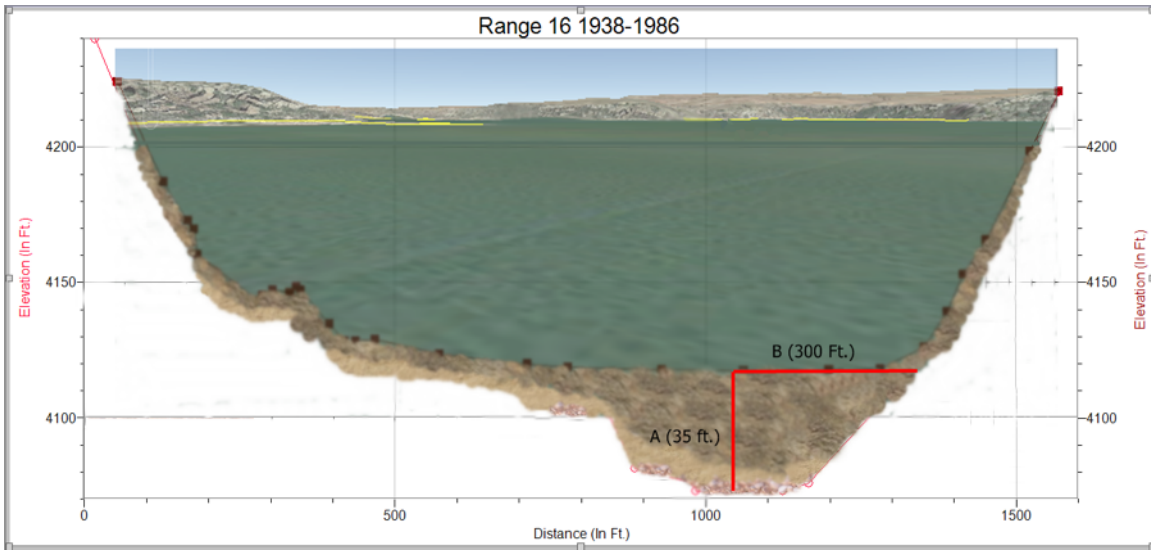 Range 16 1938-1986
4200
4150
4100
4200
4150
4100
Elevation (In Ft.)
Elevation (In Ft.)
B (300 Ft.)
A (35 ft.)
0
500
1000
1500
Distance (In Ft.)